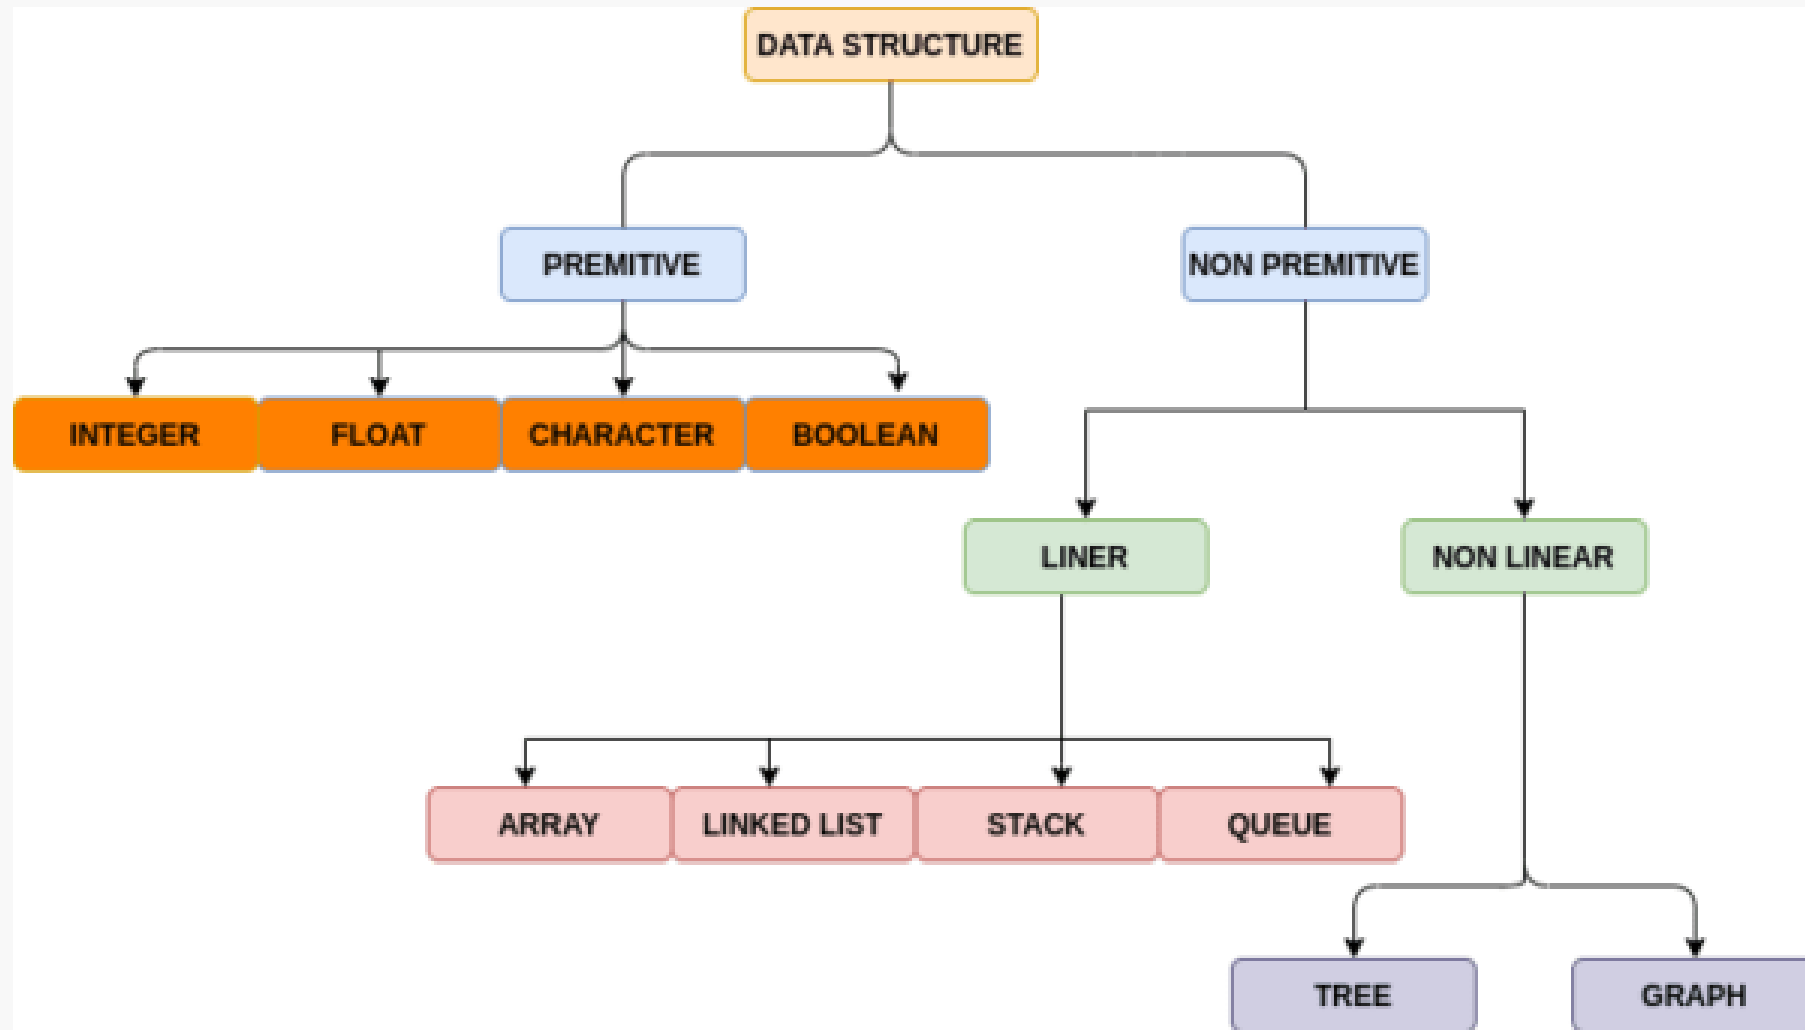 DATA STRUCTURE
PREMITIVE
NON PREMITIVE
INTEGER
FLOAT
CHARACTER
BOOLEAN
LINER
NON LINEAR
ARRAY
LINKED LIST
STACK
QUEUE
TREE
GRAPH